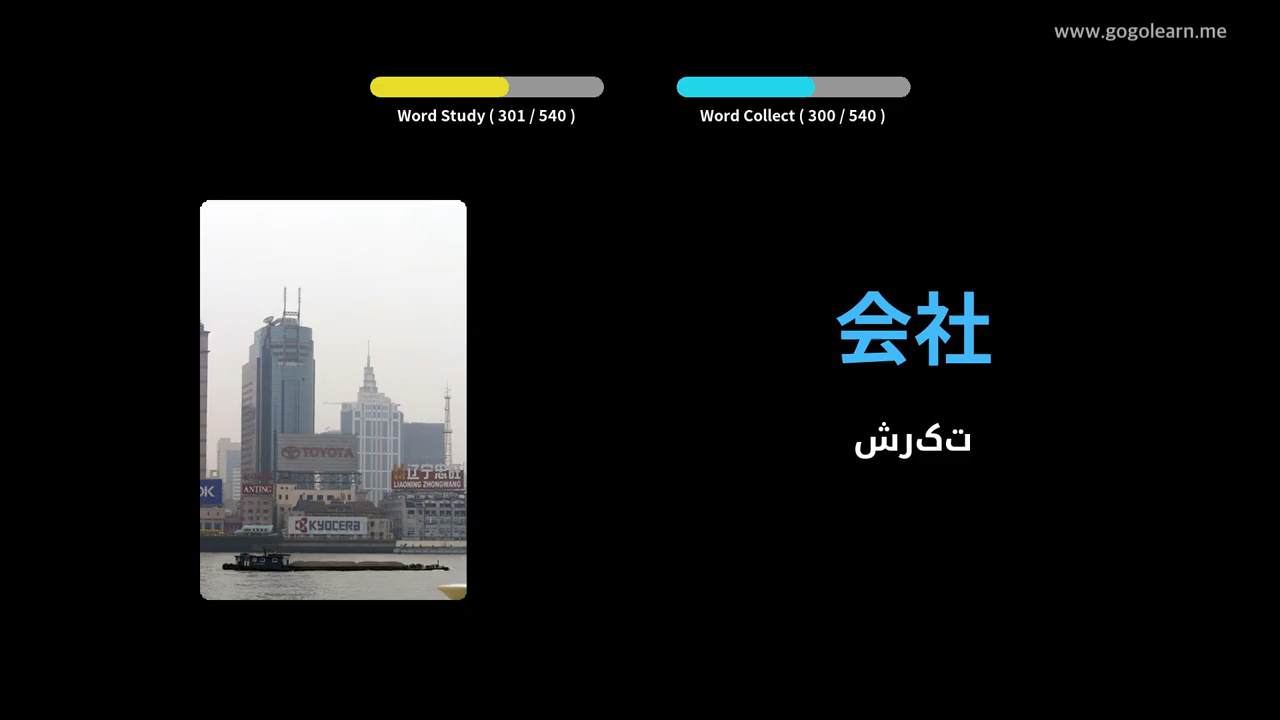 www.gogolearn.me
Word Study ( 301 / 540 )
Word Collect ( 300 / 540 )
会社
تکرش
TOYOTA
辽宁忠旺
LIAONING ZHONGWANG
OK
ANTING
KYOCERA